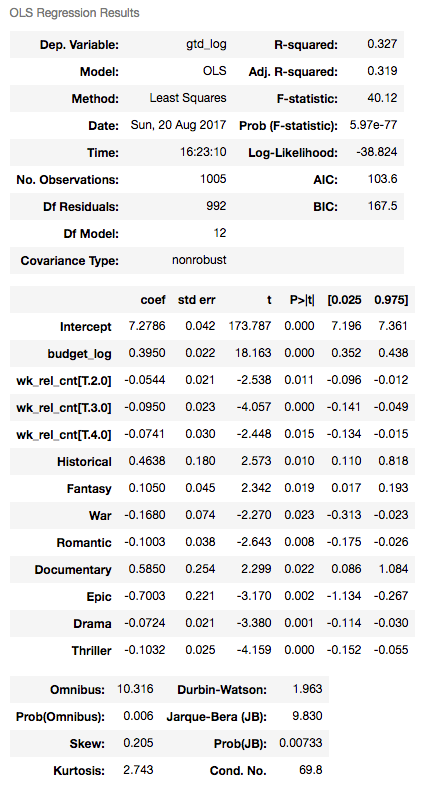 OLS Regression Results
Dep. Variable: gtd_log R-squared: 0.327
Model: OLS Adj. R-squared: 0.319
Method: Least Squares F-statistic: 40.12
Date: Sun, 20 Aug 2017 Prob (F-statistic): 5.97e-77
Time: 16:23:10 Log-Likelihood: -38.824
No. Observations: 1005 AIC: 103.6
Df Residuals: 992 BIC: 167.5
Df Model: 12
Covariance Type: nonrobust
coef std err t P>|t| [0.025 0.975]
Intercept 7.2786 0.042 173.787 0.000 7.196 7.361
budget_log 0.3950 0.022 18.163 0.000 0.352 0.438
wk_rel_cnt[T.2.0] -0.0544 0.021 -2.538 0.011 -0.096 -0.012
wk_rel_cnt[T.3.0] -0.0950 0.023 -4.057 0.000 -0.141 -0.049
wk_rel_cnt[T.4.0] -0.0741 0.030 -2.448 0.015 -0.134 -0.015
Historical 0.4638 0.180 2.573 0.010 0.110 0.818
Fantasy 0.1050 0.045 2.342 0.019 0.017 0.193
War -0.1680 0.074 -2.270 0.023 -0.313 -0.023
Romantic -0.1003 0.038 -2.643 0.008 -0.175 -0.026
Documentary 0.5850 0.254 2.299 0.022 0.086 1.084
Epic -0.7003 0.221 -3.170 0.002 -1.134 -0.267
Drama -0.0724 0.021 -3.380 0.001 -0.114 -0.030
Thriller -0.1032 0.025 -4.159 0.000 -0.152 -0.055
Omnibus: 10.316 Durbin-Watson: 1.963
Prob(Omnibus): 0.006 Jarque-Bera (JB): 9.830
Skew: 0.205 Prob(JB): 0.00733
Kurtosis: 2.743 Cond. No. 69.8